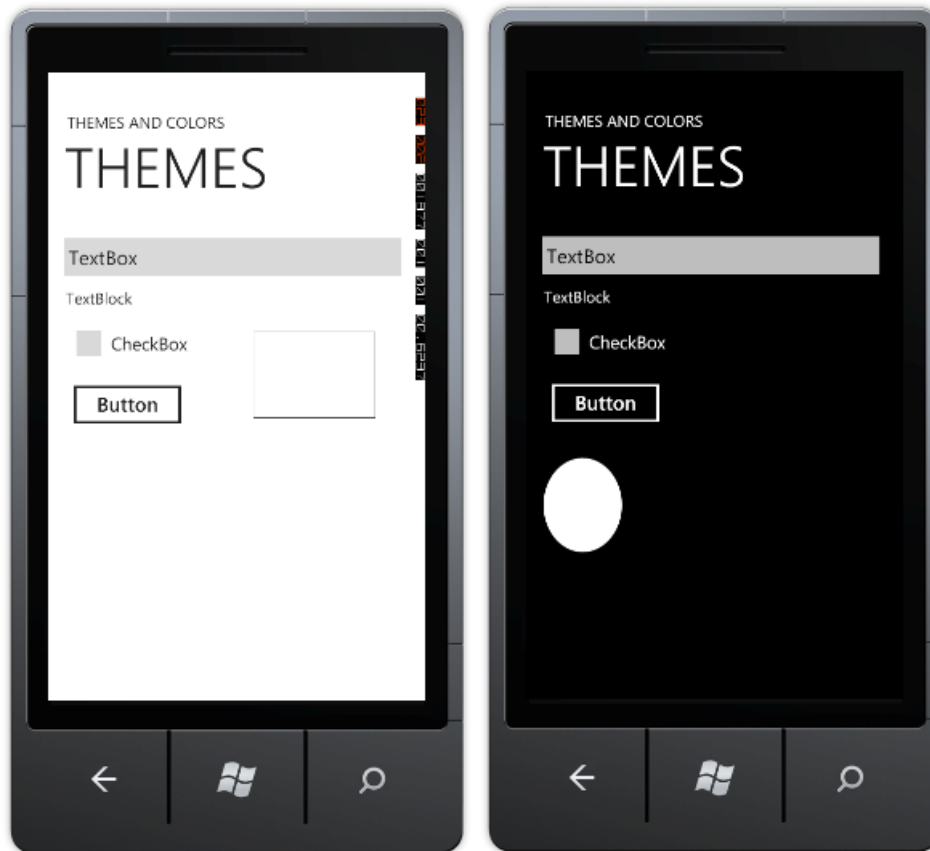 THEMES AND COLORS
THEMES
TextBox
TextBlock
CheckBox
Button
THEMES AND COLORS
THEMES
TextBox
TextBlock
CheckBox
Button